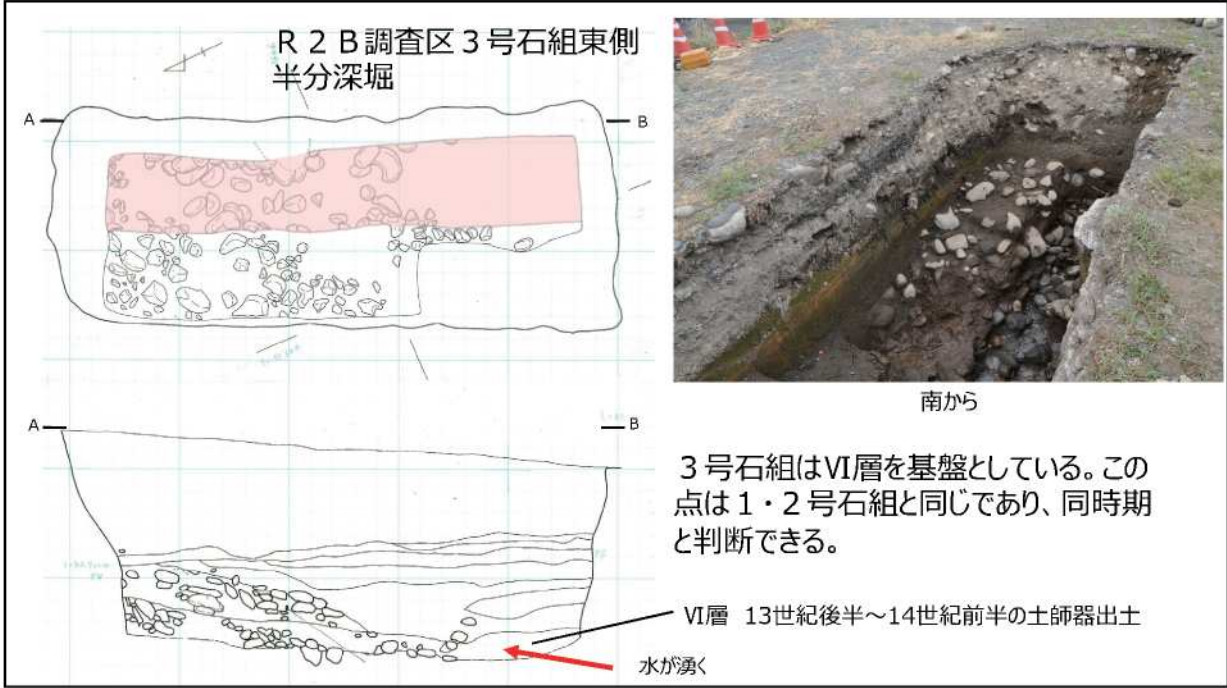 R2B調査区3号石組東側
半分深堀
A
B
A
B
南から
3号石組はⅥ層を基盤としている。この
点は1・2号石組と同じであり、同時期
と判断できる。
Ⅵ層 13世紀後半~14世紀前半の土師器出土
水が湧く